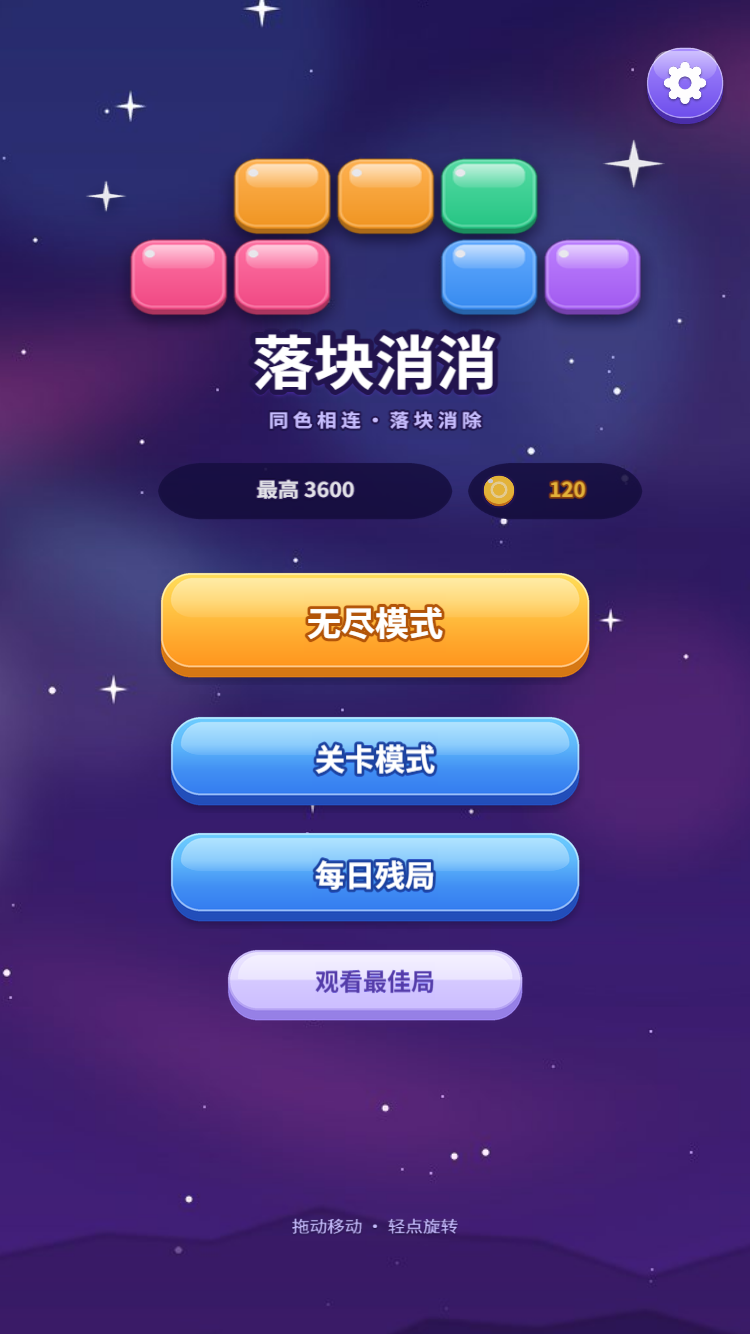 落块消消
同色相连·落块消除
最高 3600
120
无尽模式
关卡模式
每日残局
观看最佳局
拖动移动 · 轻点旋转